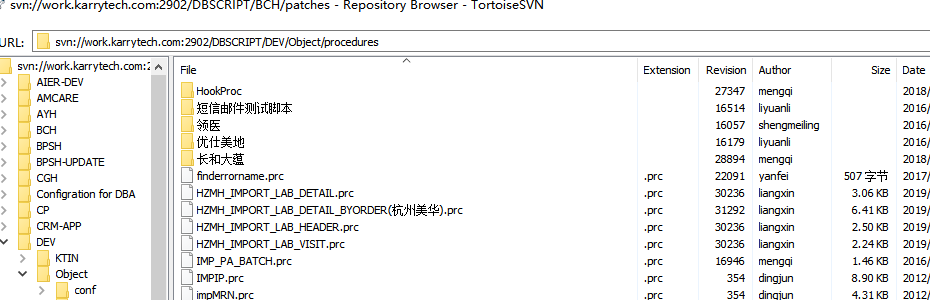 svn://work.karrytech.com:2902/DBSCRIPT/BCH/patches - Repository Browser - TortoiseSVN
URL: svn://work.karrytech.com:2902/DBSCRIPT/DEV/Object/procedures
svn://work.karrytech.com:2
AIER-DEV
AMCARE
AYH
BCH
BPSH
BPSH-UPDATE
CGH
Configration for DBA
CP
CRM-APP
DEV
KTIN
Object
conf
File Extension Revision Author Size Date
HookProc 27347 mengqi 2018/
短信邮件测试脚本 16514 liyuanli 2016/
领医 16057 shengmeiling 2016/
优仕美地 16179 liyuanli 2016/
长和大蕴 28894 mengqi 2018/
finderrorname.prc .prc 22091 yanfei 507 字节 2017/
HZMH_IMPORT_LAB_DETAIL.prc .prc 30236 liangxin 3.06 KB 2019/
HZMH_IMPORT_LAB_DETAIL_BYORDER(杭州美华).prc .prc 31292 liangxin 6.41 KB 2019/
HZMH_IMPORT_LAB_HEADER.prc .prc 30236 liangxin 2.50 KB 2019/
HZMH_IMPORT_LAB_VISIT.prc .prc 30236 liangxin 2.24 KB 2019/
IMP_PA_BATCH.prc .prc 16946 mengqi 1.46 KB 2016/
IMPIP.prc .prc 354 dingjun 8.90 KB 2012/
impMRN.prc .prc 354 dingjun 4.31 KB 2012/